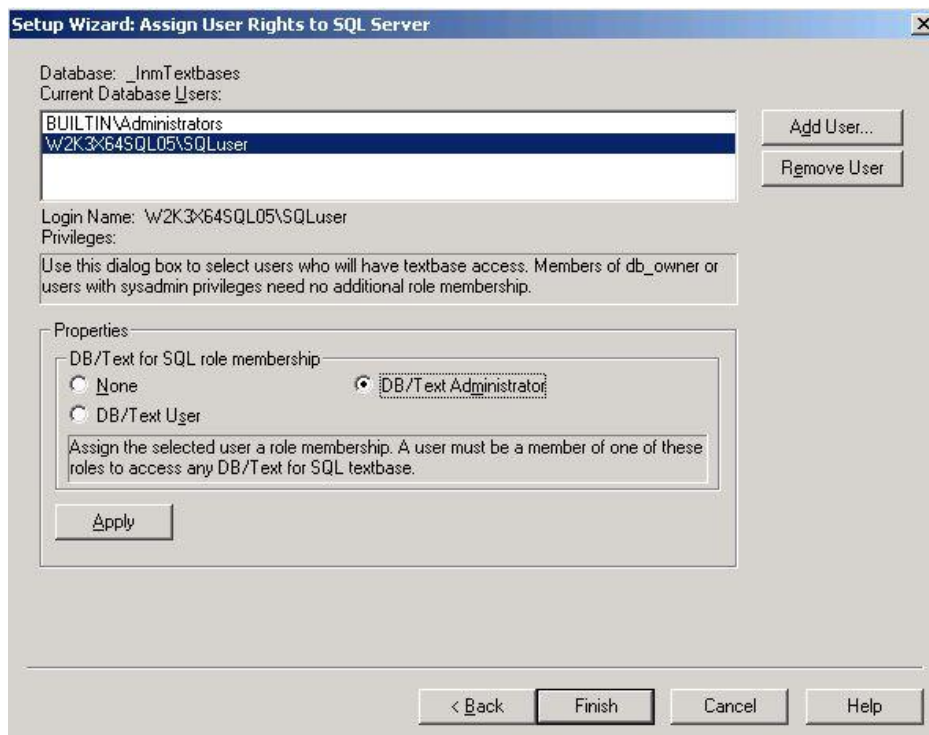 Setup Wizard: Assign User Rights to SQL Server
Database: _InmTextbases
Current Database Users:
BUILTIN\Administrators
W2K3X64SQL05\SQLuser
Add User...
Remove User
Login Name: W2K3X64SQL05\SQLuser
Privileges:
Use this dialog box to select users who will have textbase access. Members of db_owner or
users with sysadmin privileges need no additional role membership.
Properties
DB/Text for SQL role membership
None
DB/Text Administrator
DB/Text User
Assign the selected user a role membership. A user must be a member of one of these
roles to access any DB/Text for SQL textbase.
Apply
< Back
Finish
Cancel
Help